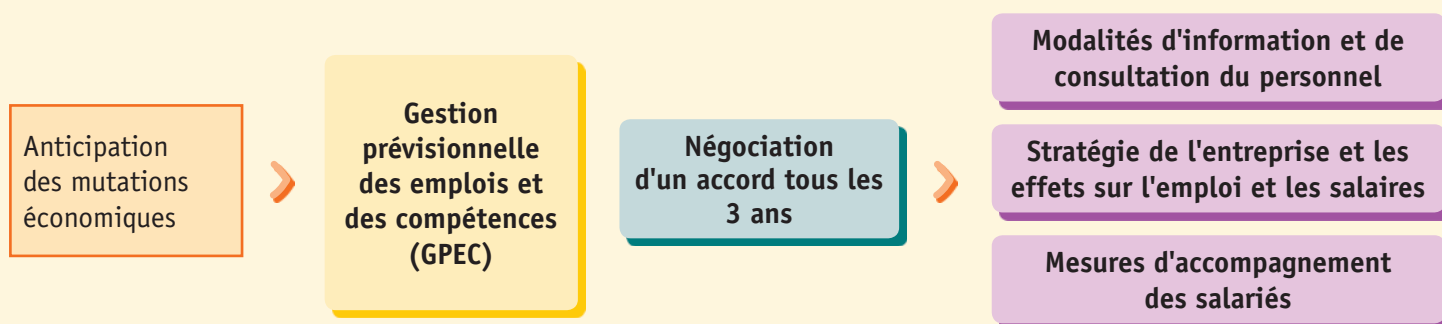 Anticipation
des mutations
économiques
Gestion
prévisionnelle
des emplois et
des compétences
(GPEC)
Négociation
d'un accord tous les
3 ans
Modalités d'information et de
consultation du personnel
Stratégie de l'entreprise et les
effets sur l'emploi et les salaires
Mesures d'accompagnement
des salariés